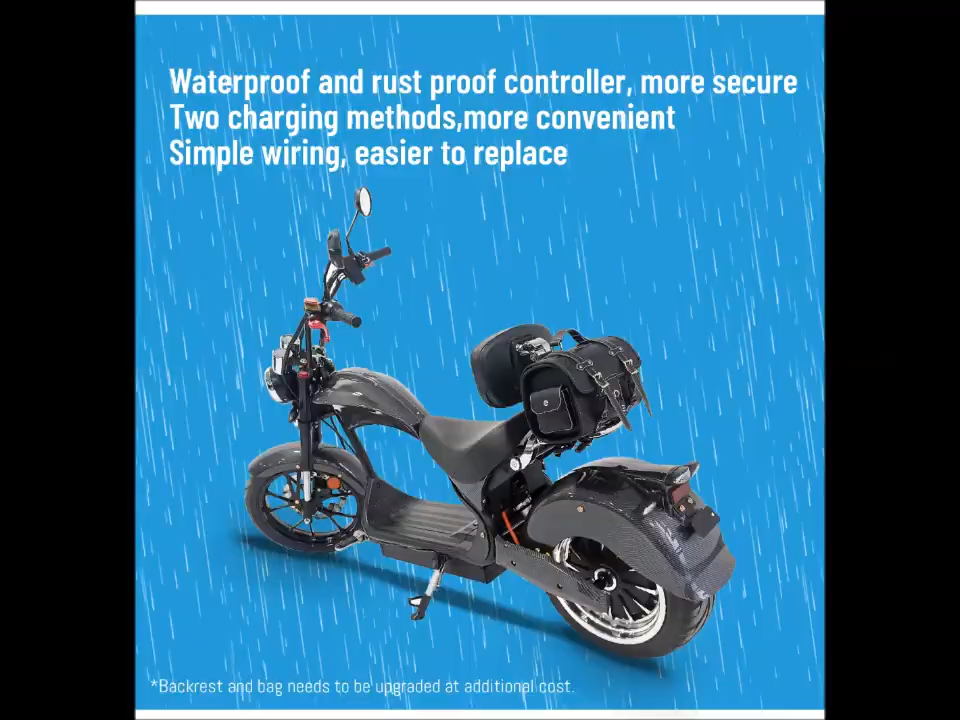 Waterproof and rust proof controller, more secure
Two charging methods,more convenient
Simple wiring, easier to replace
*Backrest and bag needs to be upgraded at additional cost.